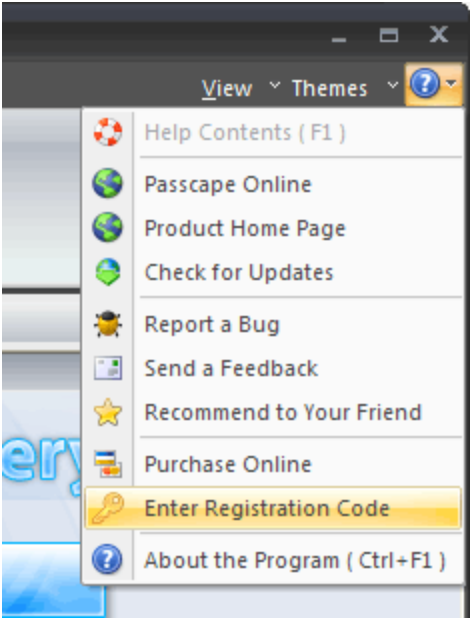 View Themes
Help Contents ( F1 )
Passcape Online
Product Home Page
Check for Updates
Report a Bug
Send a Feedback
Recommend to Your Friend
ery
Purchase Online
Enter Registration Code
About the Program ( Ctrl+F1 )